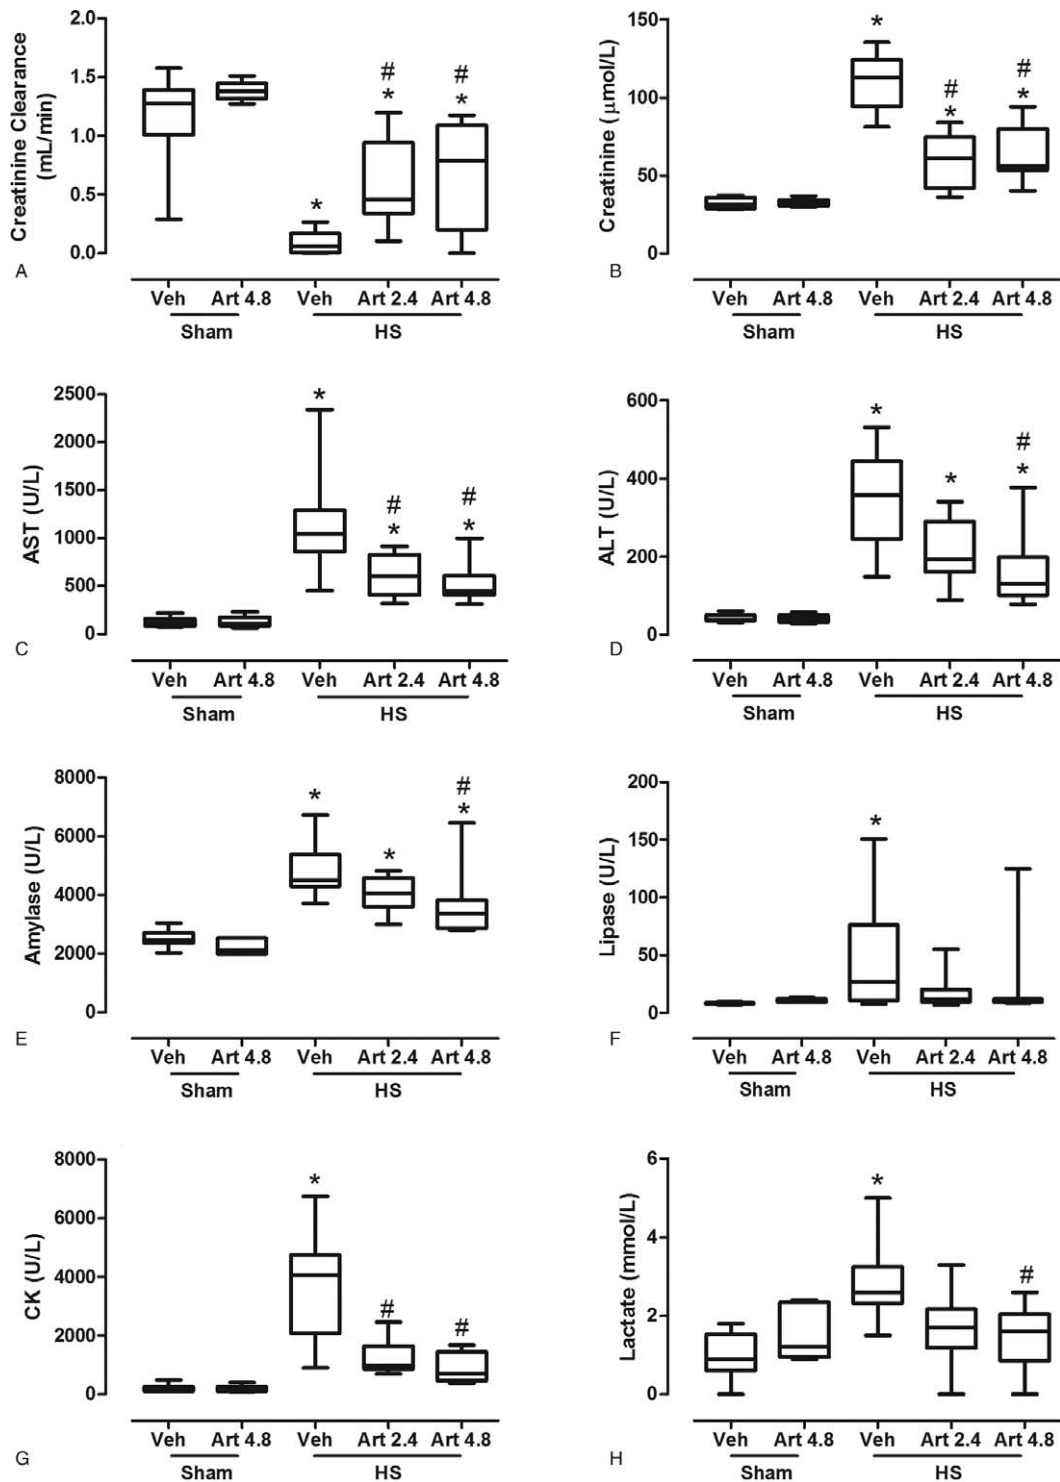 Creatinine Clearance
(mL/min)
2.0
1.5
1.0
0.5
0.0
*
#
*
#
*
A
Veh Art 4.8 Veh Art 2.4 Art 4.8
Sham HS
Creatinine (μmol/L)
150
100
50
0
*
#
*
#
*
B
Veh Art 4.8 Veh Art 2.4 Art 4.8
Sham HS
AST (U/L)
2500
2000
1500
1000
500
0
*
#
*
#
*
C
Veh Art 4.8 Veh Art 2.4 Art 4.8
Sham HS
ALT (U/L)
600
400
200
0
*
*
#
*
D
Veh Art 4.8 Veh Art 2.4 Art 4.8
Sham HS
Amylase (U/L)
8000
6000
4000
2000
0
*
*
#
*
E
Veh Art 4.8 Veh Art 2.4 Art 4.8
Sham HS
Lipase (U/L)
200
150
100
50
0
*
F
Veh Art 4.8 Veh Art 2.4 Art 4.8
Sham HS
CK (U/L)
8000
6000
4000
2000
0
*
#
#
G
Veh Art 4.8 Veh Art 2.4 Art 4.8
Sham HS
Lactate (mmol/L)
6
4
2
0
*
#
H
Veh Art 4.8 Veh Art 2.4 Art 4.8
Sham HS